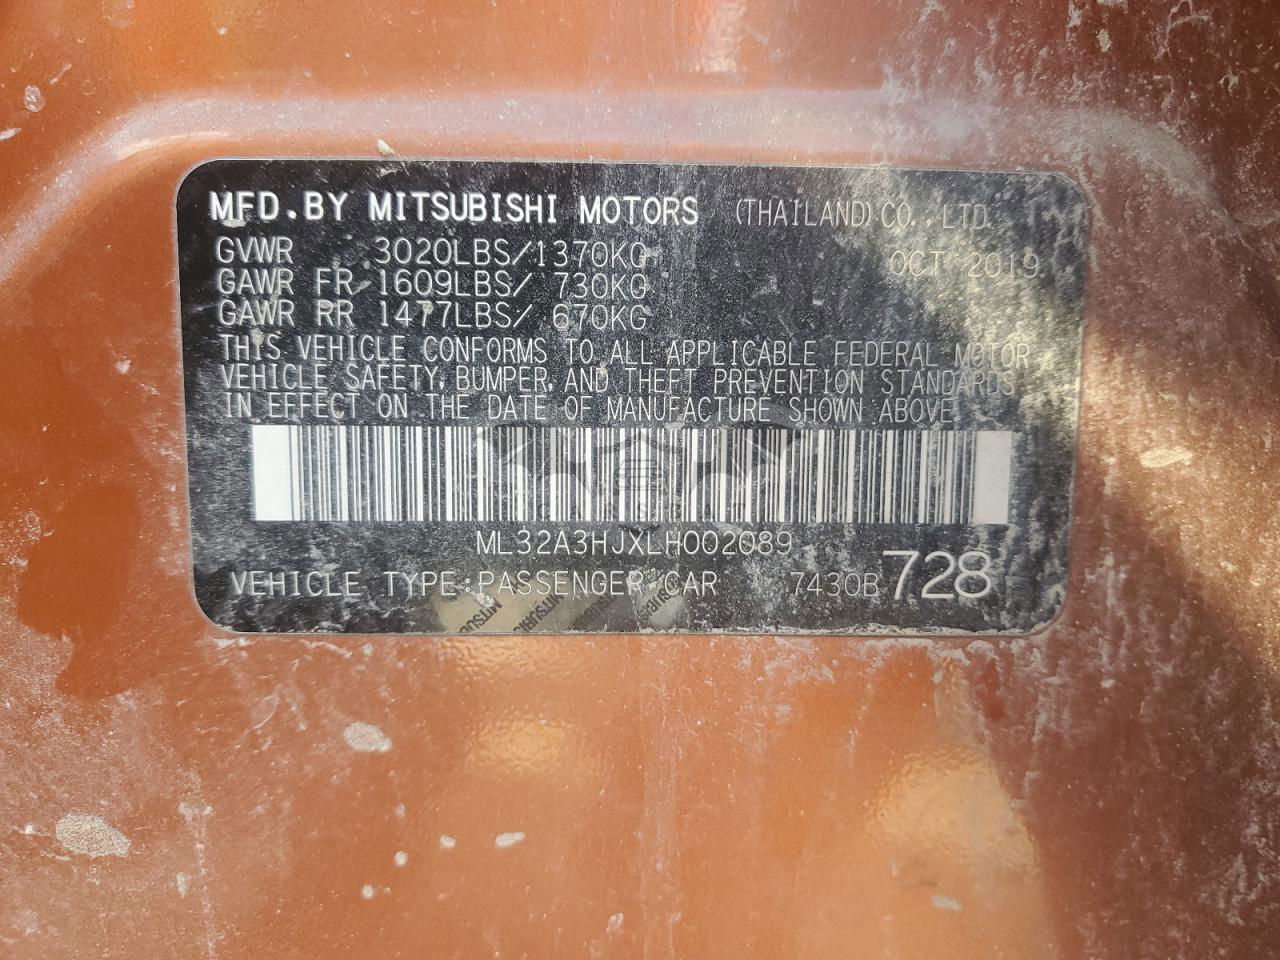 MFD.BY MITSUBISHI MOTORS (THAILAND) CO.,LTD.
GVWR 3020LBS/1370KG OCT 2019
GAWR FR 1609LBS/ 730KG
GAWR RR 1477LBS/ 670KG
THIS VEHICLE CONFORMS TO ALL APPLICABLE FEDERAL MOTOR
VEHICLE SAFETY, BUMPER, AND THEFT PREVENTION STANDARDS
IN EFFECT ON THE DATE OF MANUFACTURE SHOWN ABOVE.
ML32A3HJXLH002089
VEHICLE TYPE:PASSENGER CAR 7430B 728